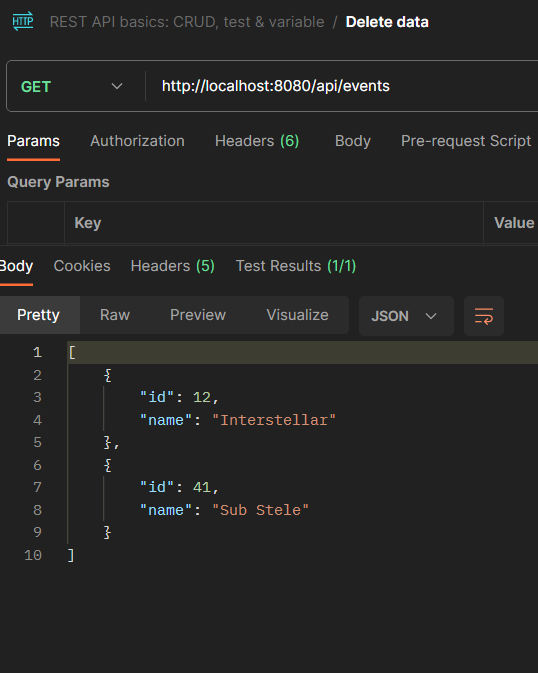 HTTP REST API basics: CRUD, test & variable / Delete data
GET http://localhost:8080/api/events
Params Authorization Headers (6) Body Pre-request Script
Query Params
Key Value
Body Cookies Headers (5) Test Results (1/1)
Pretty Raw Preview Visualize JSON
1 [
2 {
3 "id": 12,
4 "name": "Interstellar"
5 },
6 {
7 "id": 41,
8 "name": "Sub Stele"
9 }
10 ]